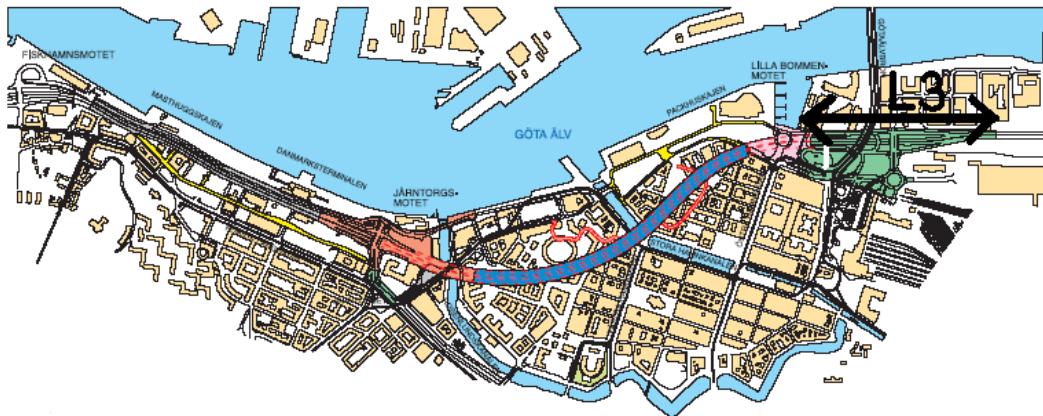 FISKHAMNSMOTET
MASTHUGGSKAJEN
DANMARKSTERMINALEN
JÄRNTORGS-
MOTET
GÖTA ÄLV
PACKHUSKAJEN
LILLA BOMMEN-
MOTET
L3
STORA HAMNKANALEN